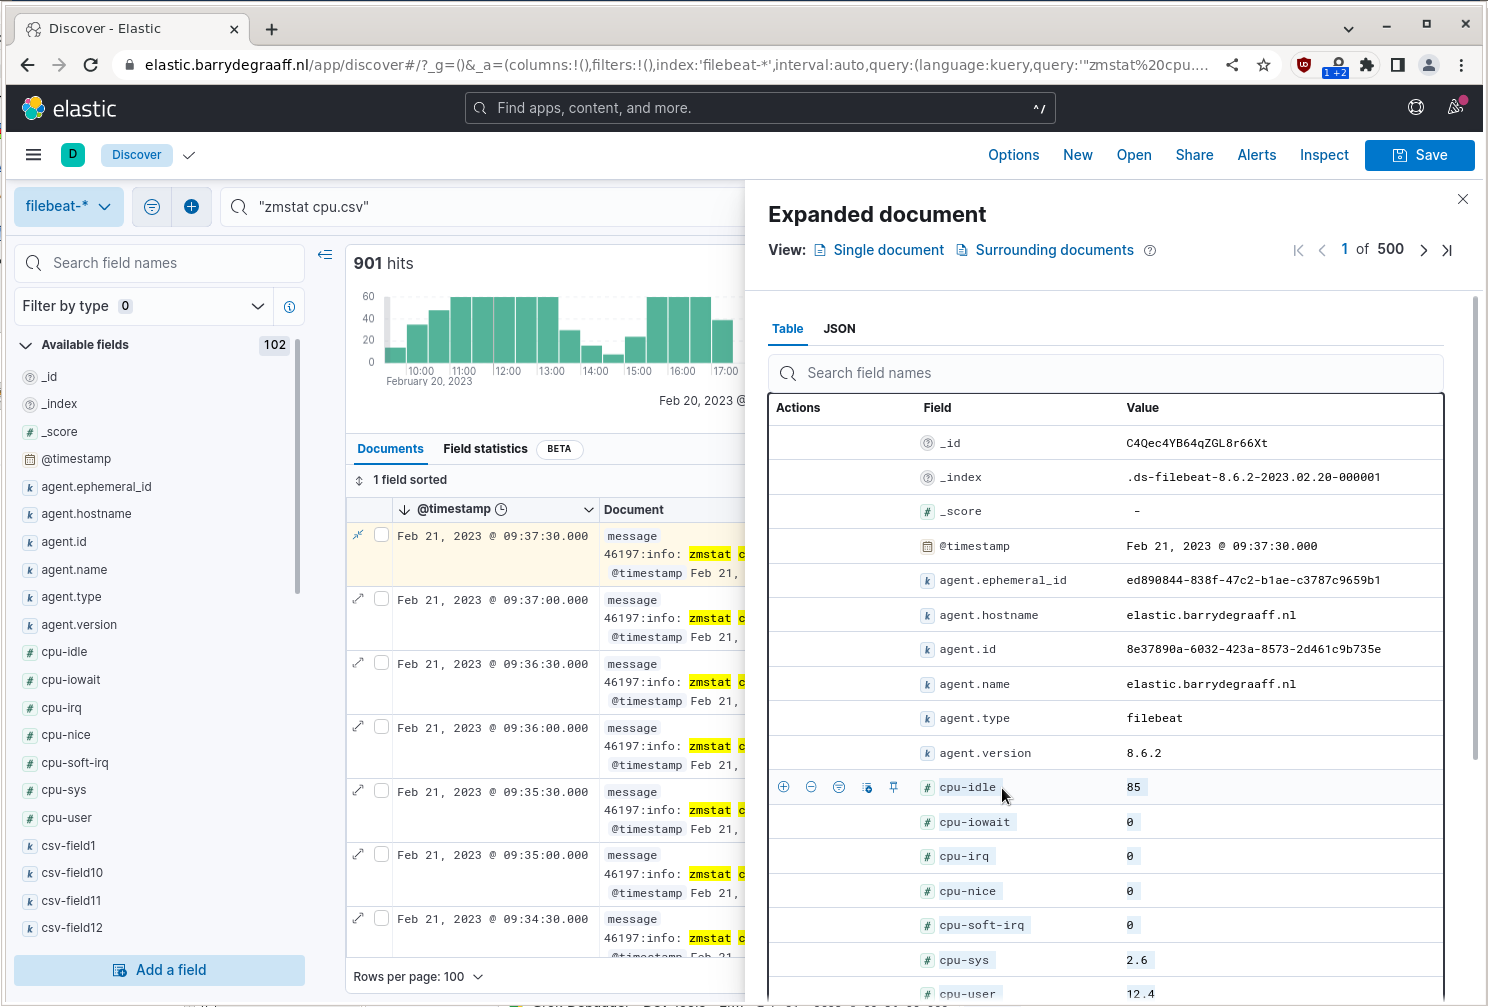 Discover - Elastic
elastic.barrydegraaff.nl/app/discover#/?_g=()&_a=(columns:!(),filters:!(),index:'filebeat-*',interval:auto,query:(language:kuery,query:'"zmstat%20cpu....
1 +2
elastic
Find apps, content, and more.
^/
D
Discover
Options
New
Open
Share
Alerts
Inspect
Save
filebeat-*
"zmstat cpu.csv"
Search field names
Filter by type 0
Available fields 102
_id
_index
_score
@timestamp
agent.ephemeral_id
agent.hostname
agent.id
agent.name
agent.type
agent.version
cpu-idle
cpu-iowait
cpu-irq
cpu-nice
cpu-soft-irq
cpu-sys
cpu-user
csv-field1
csv-field10
csv-field11
csv-field12
Add a field
901 hits
60
40
20
0
10:00 11:00 12:00 13:00 14:00 15:00 16:00 17:00
February 20, 2023
Feb 20, 2023 @
Documents
Field statistics
BETA
1 field sorted
@timestamp
Document
Feb 21, 2023 @ 09:37:30.000
message
46197:info: zmstat c
@timestamp Feb 21,
Feb 21, 2023 @ 09:37:00.000
message
46197:info: zmstat c
@timestamp Feb 21,
Feb 21, 2023 @ 09:36:30.000
message
46197:info: zmstat c
@timestamp Feb 21,
Feb 21, 2023 @ 09:36:00.000
message
46197:info: zmstat c
@timestamp Feb 21,
Feb 21, 2023 @ 09:35:30.000
message
46197:info: zmstat c
@timestamp Feb 21,
Feb 21, 2023 @ 09:35:00.000
message
46197:info: zmstat c
@timestamp Feb 21,
Feb 21, 2023 @ 09:34:30.000
message
46197:info: zmstat c
@timestamp Feb 21,
Rows per page: 100
Expanded document
View: Single document Surrounding documents
1 of 500
Table
JSON
Search field names
Actions Field Value
_id C4Qec4YB64qZGL8r66Xt
_index .ds-filebeat-8.6.2-2023.02.20-000001
_score -
@timestamp Feb 21, 2023 @ 09:37:30.000
agent.ephemeral_id ed890844-838f-47c2-b1ae-c3787c9659b1
agent.hostname elastic.barrydegraaff.nl
agent.id 8e37890a-6032-423a-8573-2d461c9b735e
agent.name elastic.barrydegraaff.nl
agent.type filebeat
agent.version 8.6.2
cpu-idle 85
cpu-iowait 0
cpu-irq 0
cpu-nice 0
cpu-soft-irq 0
cpu-sys 2.6
cpu-user 12.4